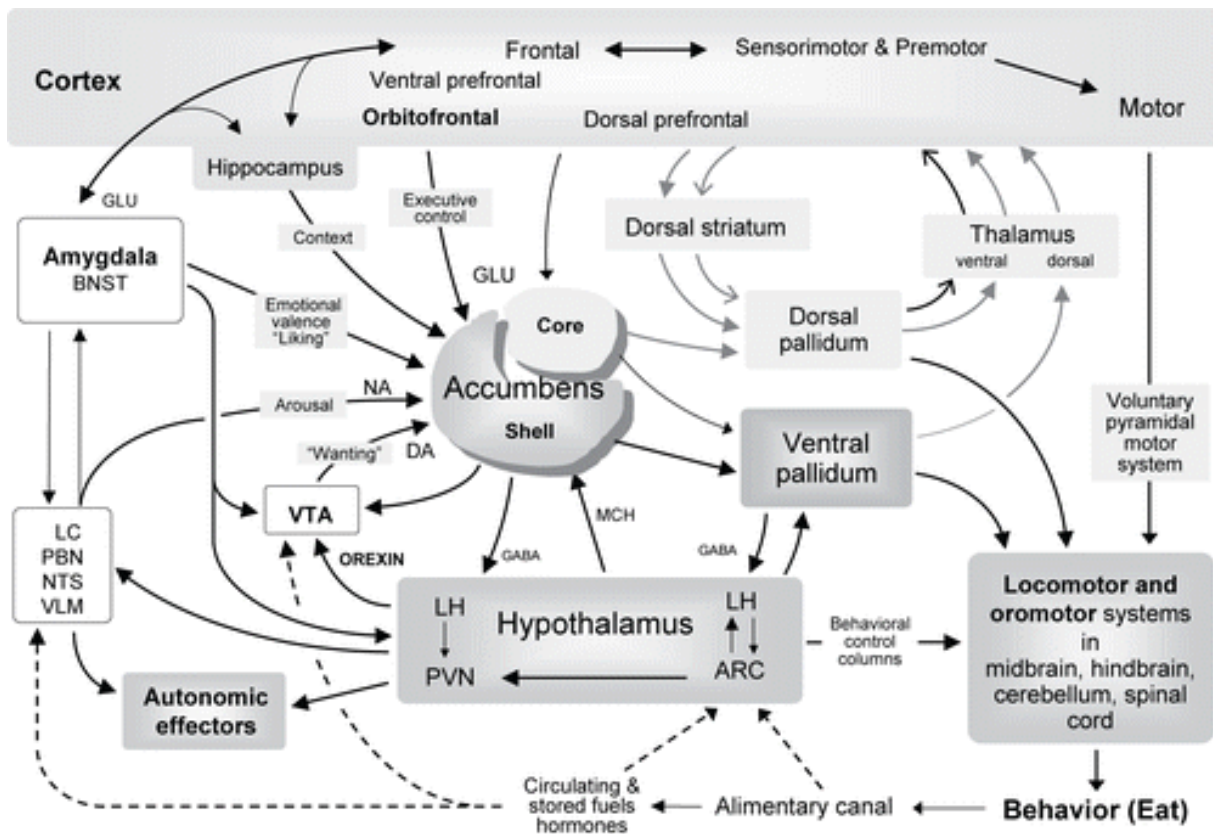 Cortex
Frontal
Sensorimotor & Premotor
Ventral prefrontal
Orbitofrontal
Dorsal prefrontal
Motor
Hippocampus
GLU
Executive
control
Context
Dorsal striatum
Thalamus
ventral
dorsal
Amygdala
BNST
GLU
Emotional
valence
"Liking"
Core
Accumbens
Shell
Dorsal
pallidum
Arousal
NA
"Wanting"
DA
Ventral
pallidum
Voluntary
pyramidal
motor
system
VTA
LC
PBN
NTS
VLM
OREXIN
GABA
MCH
GABA
LH
Hypothalamus
LH
PVN
ARC
Behavioral
control
columns
Locomotor and
oromotor systems
in
midbrain, hindbrain,
cerebellum, spinal
cord
Autonomic
effectors
Circulating &
stored fuels
hormones
Alimentary canal
Behavior (Eat)